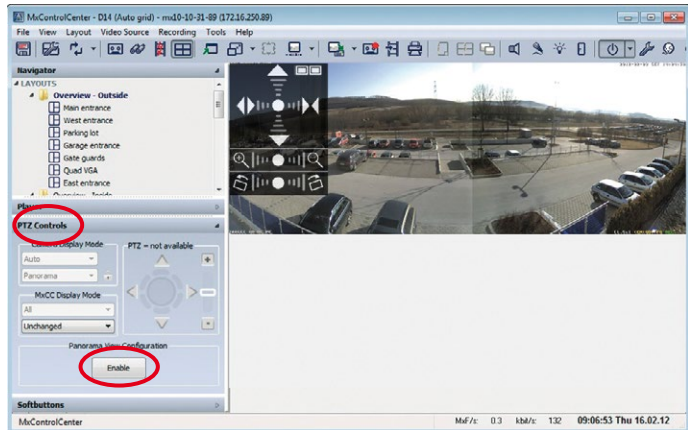 MxControlCenter - D14 (Auto grid) - mx10-10-31-89 (172.16.250.89)
File View Layout Video Source Recording Tools Help
Navigator
LAYOUTS
Overview - Outside
Main entrance
West entrance
Parking lot
Garage entrance
Gate guards
Quad VGA
East entrance
Overview - Inside
Player
PTZ Controls
Camera Display Mode
PTZ - not available
Auto
Panorama
MxCC Display Mode
All
Unchanged
Panorama View Configuration
Enable
Softbuttons
MxControlCenter
MxF/s: 0.3 kbit/s: 132 09:06:53 Thu 16.02.12